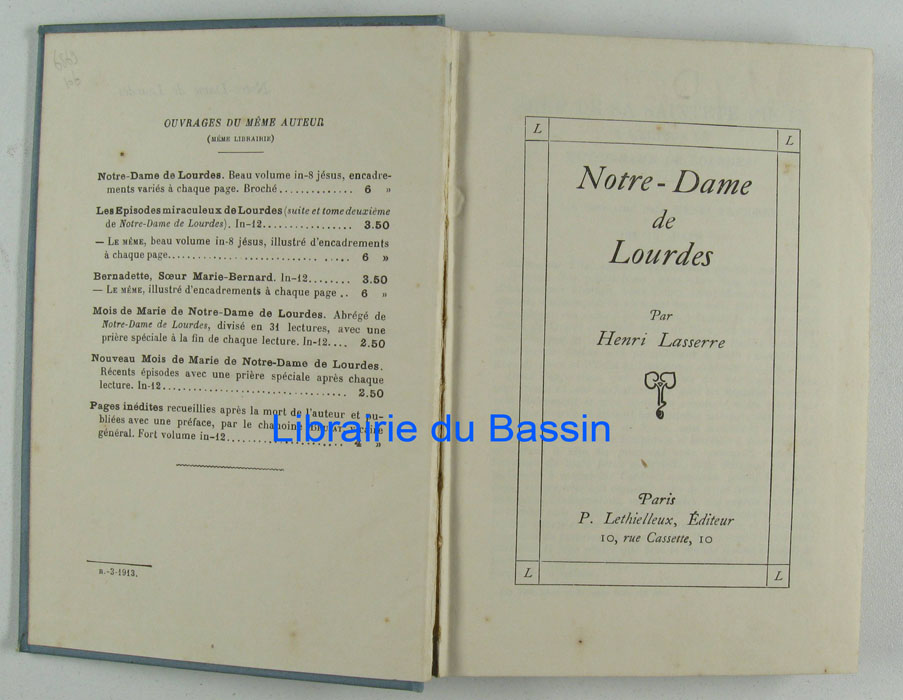 OUVRAGES DU MÊME AUTEUR
(MÊME LIBRAIRIE)
Notre-Dame de Lourdes. Beau volume in-8 jésus, encadre-
ments variés à chaque page. Broché.............. 6 »
Les Episodes miraculeux de Lourdes (suite et tome deuxième
de Notre-Dame de Lourdes). In-12................. 3.50
— LE MÊME, beau volume in-8 jésus, illustré d'encadrements
à chaque page.................................. 6 »
Bernadette, Sœur Marie-Bernard. In-12........ 3.50
— LE MÊME, illustré d'encadrements à chaque page .. 6 »
Mois de Marie de Notre-Dame de Lourdes. Abrégé de
Notre-Dame de Lourdes, divisé en 31 lectures, avec une
prière spéciale à la fin de chaque lecture. In-12.... 2.50
Nouveau Mois de Marie de Notre-Dame de Lourdes.
Récents épisodes avec une prière spéciale après chaque
lecture. In-12.................................... 2.50
Pages inédites recueillies après la mort de l'auteur et pu-
bliées avec une préface, par le chanoine vicaire
général. Fort volume in-12...................... 4 »
B.-3-1913.
L L
Notre-Dame
de
Lourdes
Par
Henri Lasserre
Paris
P. Lethielleux, Éditeur
10, rue Cassette, 10
L L
Librairie du Bassin